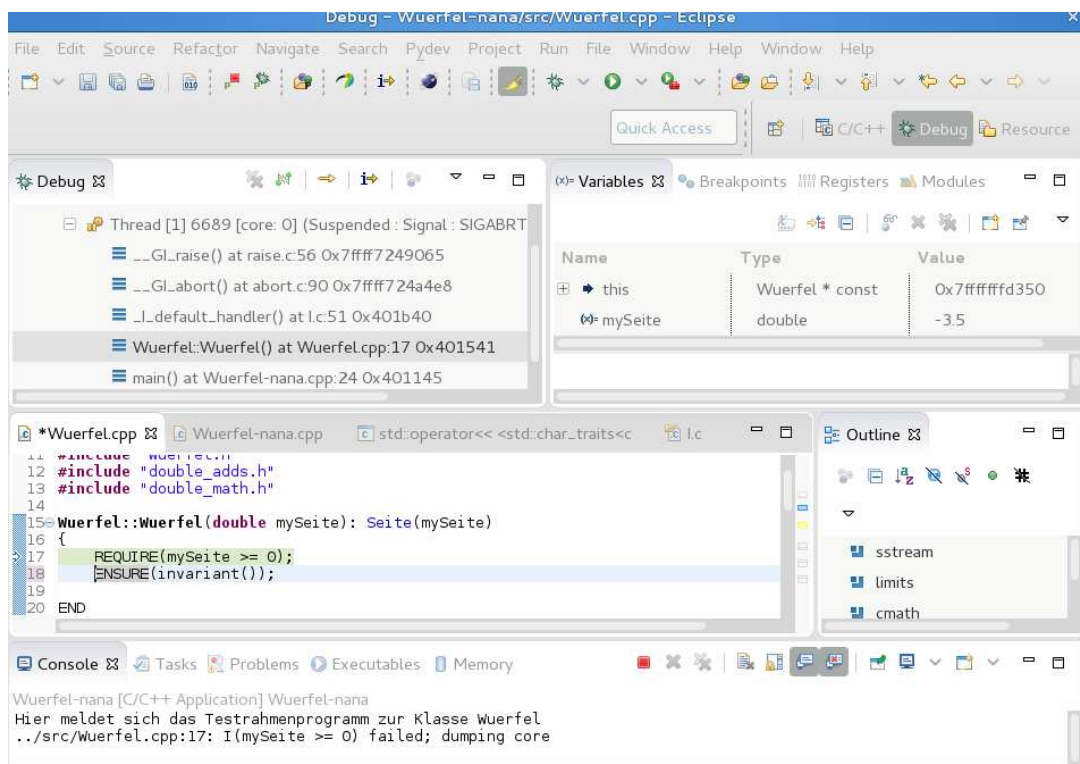 Debug - Wuerfel-nana/src/Wuerfel.cpp - Eclipse
File Edit Source Refactor Navigate Search Pydev Project Run File Window Help Window Help
Quick Access
C/C++ Debug Resource
Debug
Thread [1] 6689 [core: 0] (Suspended : Signal : SIGABRT
__GI_raise() at raise.c:56 0x7ffff7249065
__GI_abort() at abort.c:90 0x7ffff724a4e8
_I_default_handler() at I.c:51 0x401b40
Wuerfel::Wuerfel() at Wuerfel.cpp:17 0x401541
main() at Wuerfel-nana.cpp:24 0x401145
(x)= Variables Breakpoints Registers Modules
Name Type Value
this Wuerfel * const 0x7fffffffd350
(x)= mySeite double -3.5
*Wuerfel.cpp Wuerfel-nana.cpp std::operator<< <std::char_traits<c I.c
11 #include "Wuerfel.h"
12 #include "double_adds.h"
13 #include "double_math.h"
14
15 Wuerfel::Wuerfel(double mySeite): Seite(mySeite)
16 {
17 REQUIRE(mySeite >= 0);
18 ENSURE(invariant());
19
20 END
Outline
sstream
limits
cmath
Console Tasks Problems Executables Memory
Wuerfel-nana [C/C++ Application] Wuerfel-nana
Hier meldet sich das Testrahmenprogramm zur Klasse Wuerfel
../src/Wuerfel.cpp:17: I(mySeite >= 0) failed; dumping core